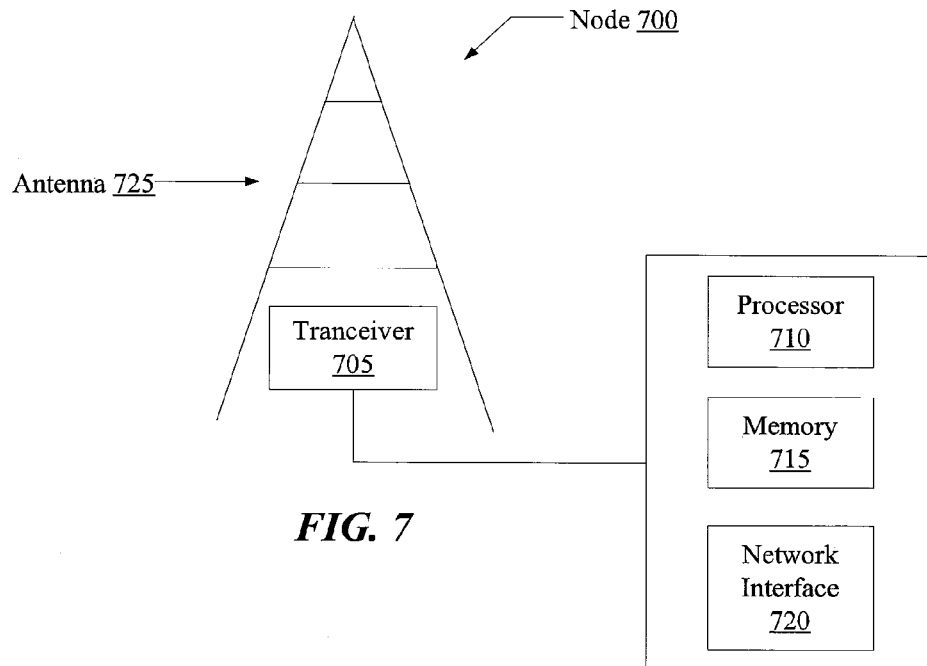 Node 700
Antenna 725
Tranceiver
705
Processor
710
Memory
715
Network
Interface
720
FIG. 7